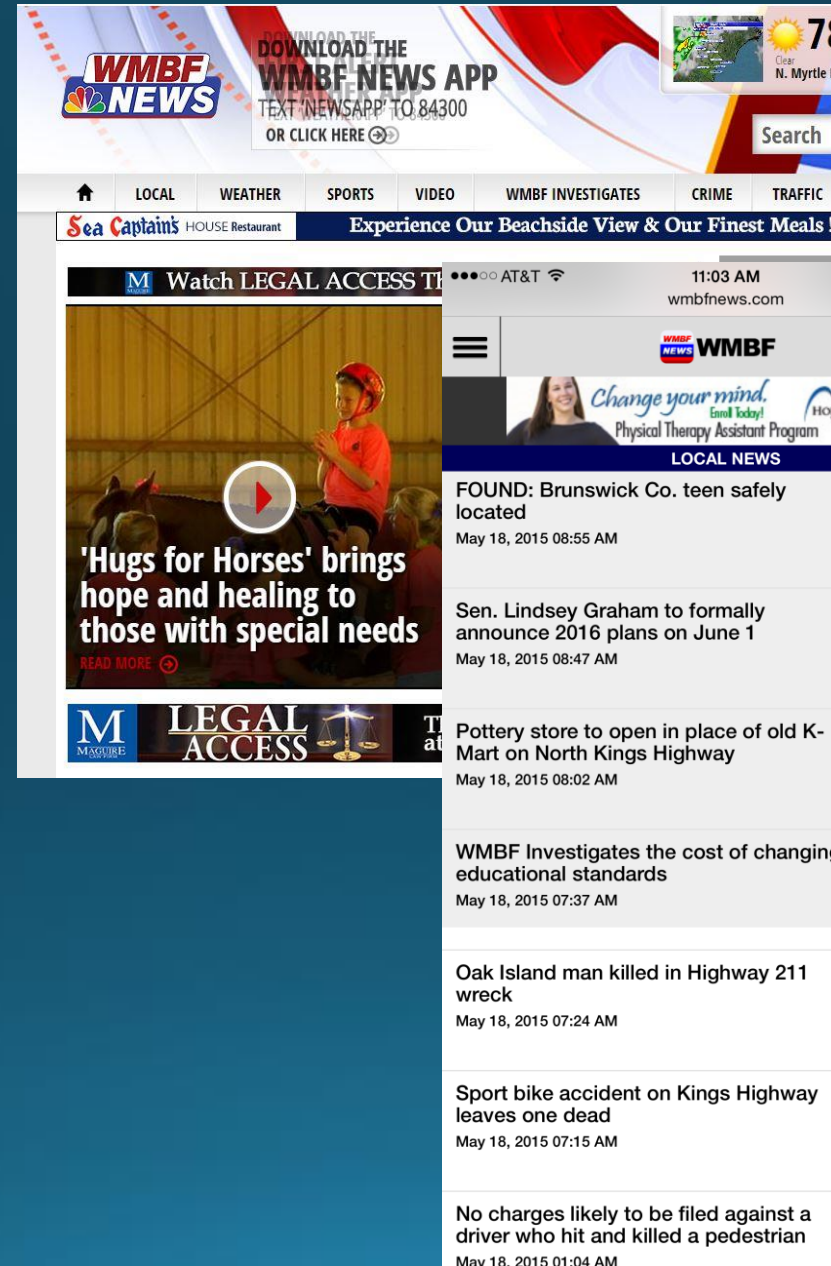 WMBF
NEWS
DOWNLOAD THE
WMBF NEWS APP
TEXT 'NEWSAPP' TO 84300
OR CLICK HERE
78
Clear
N. Myrtle
Search
LOCAL WEATHER SPORTS VIDEO WMBF INVESTIGATES CRIME TRAFFIC
Sea Captain's HOUSE Restaurant Experience Our Beachside View & Our Finest Meals !
M Watch LEGAL ACCESS
'Hugs for Horses' brings
hope and healing to
those with special needs
READ MORE
M
MAGUIRE
LAW FIRM
LEGAL
ACCESS
AT&T 11:03 AM
wmbfnews.com
WMBF
NEWS WMBF
Change your mind.
Enroll Today!
Physical Therapy Assistant Program
LOCAL NEWS
FOUND: Brunswick Co. teen safely
located
May 18, 2015 08:55 AM
Sen. Lindsey Graham to formally
announce 2016 plans on June 1
May 18, 2015 08:47 AM
Pottery store to open in place of old K-
Mart on North Kings Highway
May 18, 2015 08:02 AM
WMBF Investigates the cost of changing
educational standards
May 18, 2015 07:37 AM
Oak Island man killed in Highway 211
wreck
May 18, 2015 07:24 AM
Sport bike accident on Kings Highway
leaves one dead
May 18, 2015 07:15 AM
No charges likely to be filed against a
driver who hit and killed a pedestrian
May 18, 2015 01:04 AM